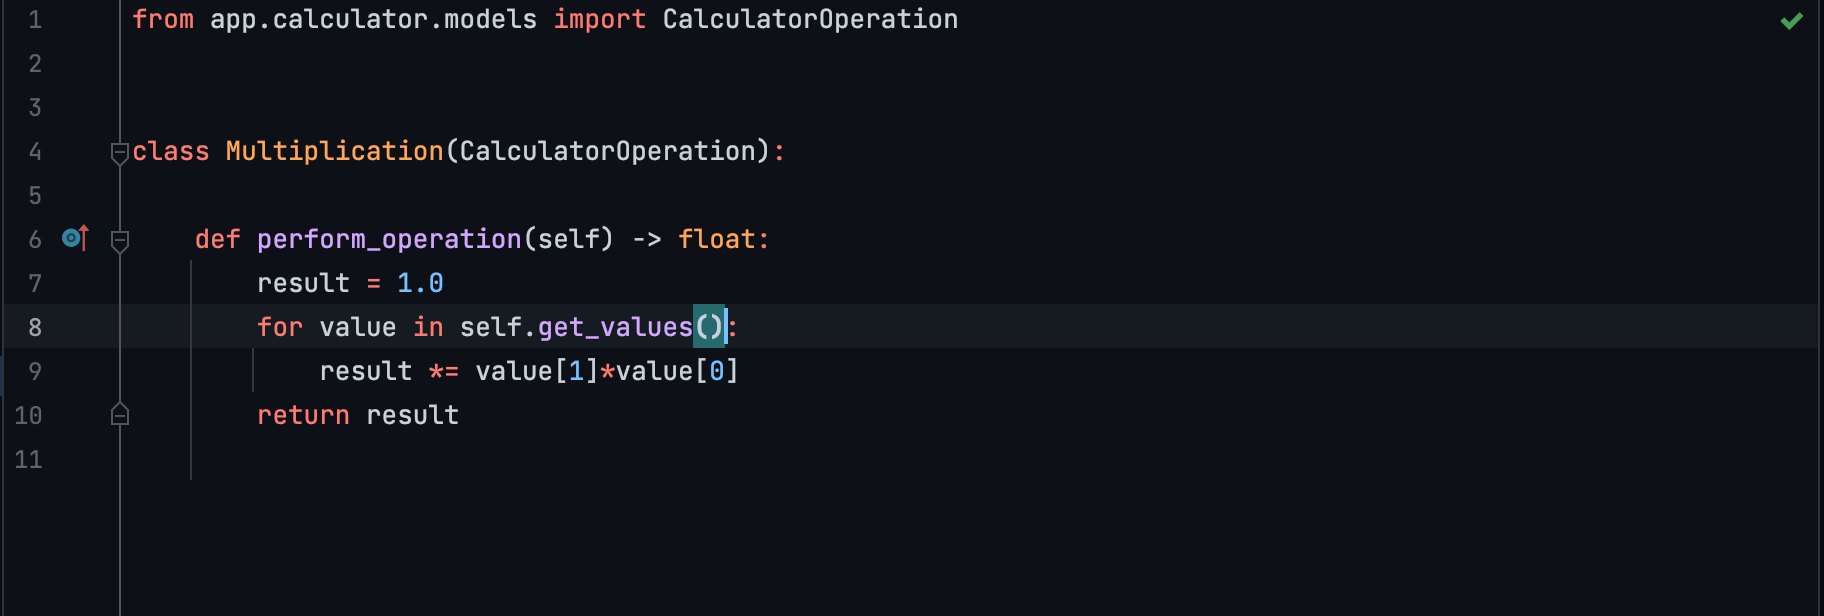 1 from app.calculator.models import CalculatorOperation
2
3
4 class Multiplication(CalculatorOperation):
5
6     def perform_operation(self) -> float:
7         result = 1.0
8         for value in self.get_values():
9             result *= value[1]*value[0]
10         return result
11